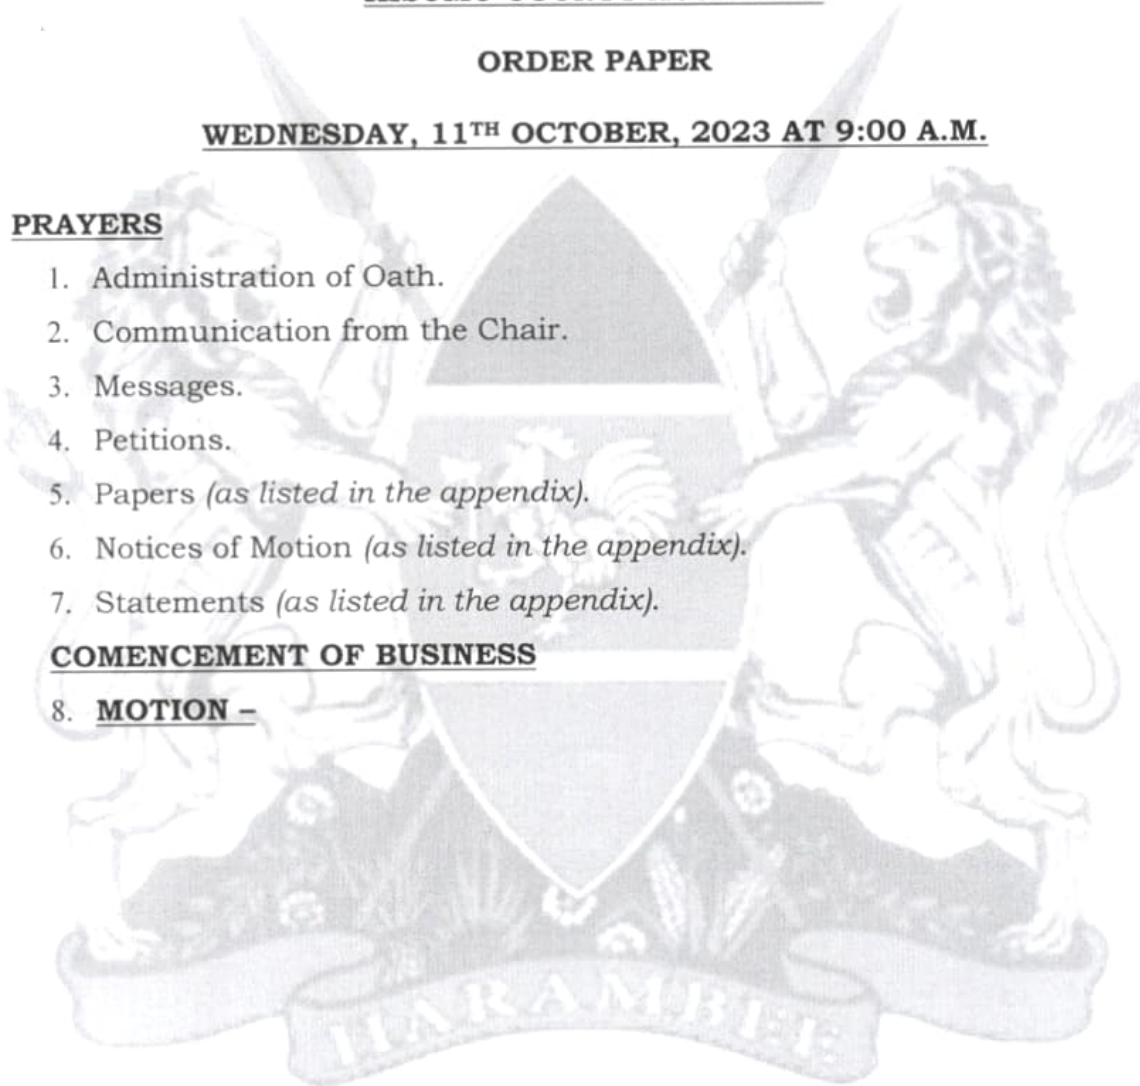 ORDER PAPER
WEDNESDAY, 11TH OCTOBER, 2023 AT 9:00 A.M.
PRAYERS
1. Administration of Oath.
2. Communication from the Chair.
3. Messages.
4. Petitions.
5. Papers (as listed in the appendix).
6. Notices of Motion (as listed in the appendix).
7. Statements (as listed in the appendix).
COMENCEMENT OF BUSINESS
8. MOTION –
HARAMBEE